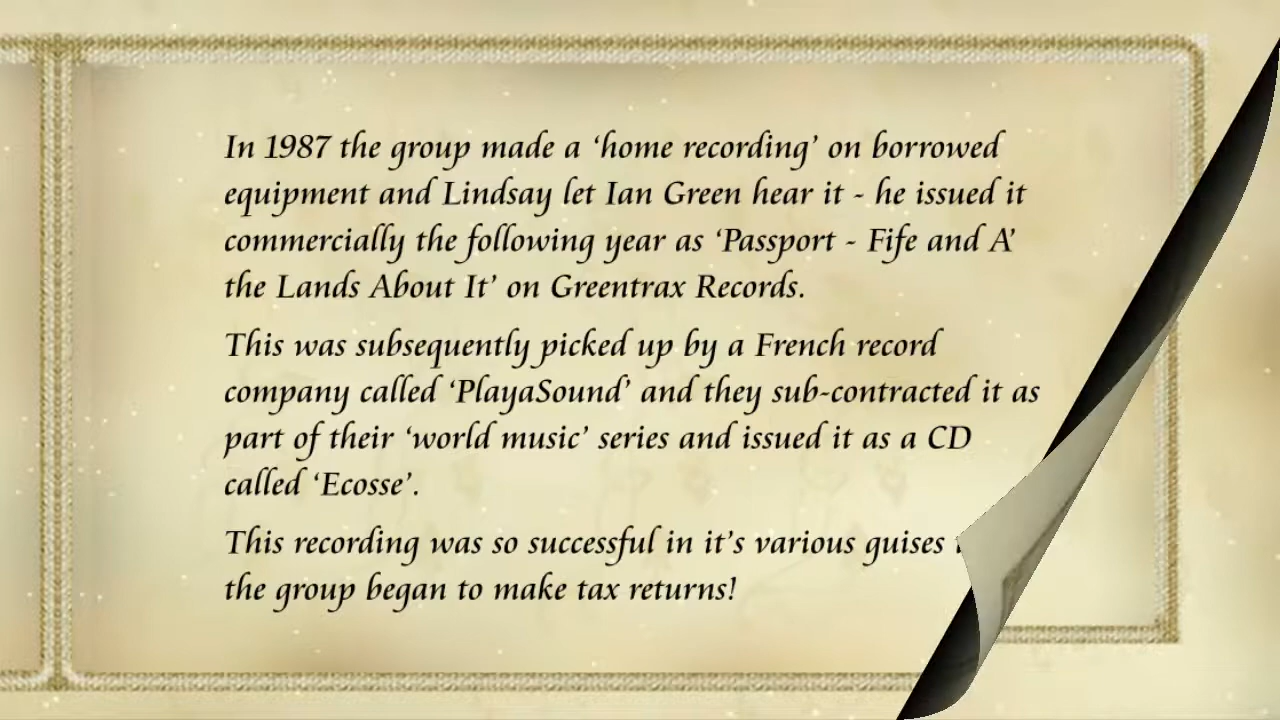 In 1987 the group made a ‘home recording’ on borrowed
equipment and Lindsay let Ian Green hear it - he issued it
commercially the following year as ‘Passport - Fife and A’
the Lands About It’ on Greentrax Records.
This was subsequently picked up by a French record
company called ‘PlayaSound’ and they sub-contracted it as
part of their ‘world music’ series and issued it as a CD
called ‘Ecosse’.
This recording was so successful in it’s various guises
the group began to make tax returns!